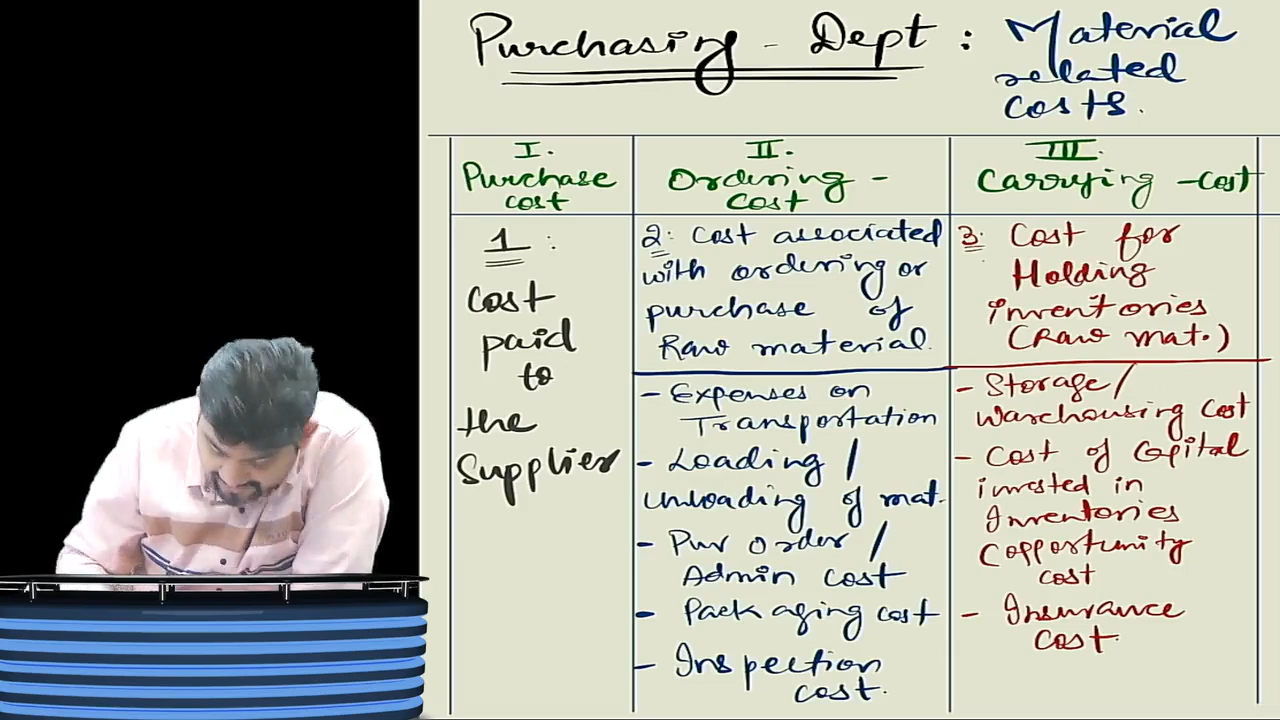 Purchasing - Dept : Material
related
costs.
I.
Purchase
cost
1 :
Cost
paid
to
the
Supplier
II.
Ordering -
Cost
2: Cost associated
with ordering or
purchase of
Raw material.
- Expenses on
Transportation
- Loading /
Unloading of mat.
- Pur order /
Admin cost
- Packaging cost
- Inspection
cost.
III.
Carrying - cost
3: Cost for
Holding
inventories
(Raw mat.)
- Storage /
Warehousing cost
- Cost of Capital
invested in
Inventories
(opportunity
cost
- Insurance
cost.